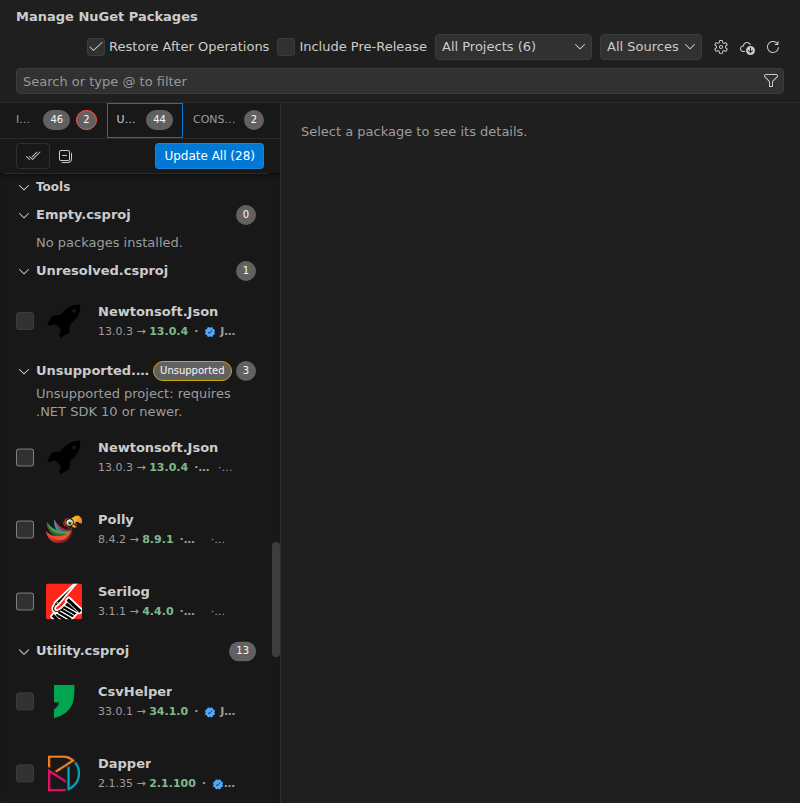 Manage NuGet Packages
Restore After Operations
Include Pre-Release
All Projects (6)
All Sources
Search or type @ to filter
I... 46 2
U... 44
CONS... 2
Update All (28)
Select a package to see its details.
Tools
Empty.csproj 0
No packages installed.
Unresolved.csproj 1
Newtonsoft.Json
13.0.3 → 13.0.4 · J...
Unsupported.... Unsupported 3
Unsupported project: requires
.NET SDK 10 or newer.
Newtonsoft.Json
13.0.3 → 13.0.4 ·... ·...
Polly
8.4.2 → 8.9.1 ·... ·...
Serilog
3.1.1 → 4.4.0 ·... ·...
Utility.csproj 13
CsvHelper
33.0.1 → 34.1.0 · J...
Dapper
2.1.35 → 2.1.100 · ...